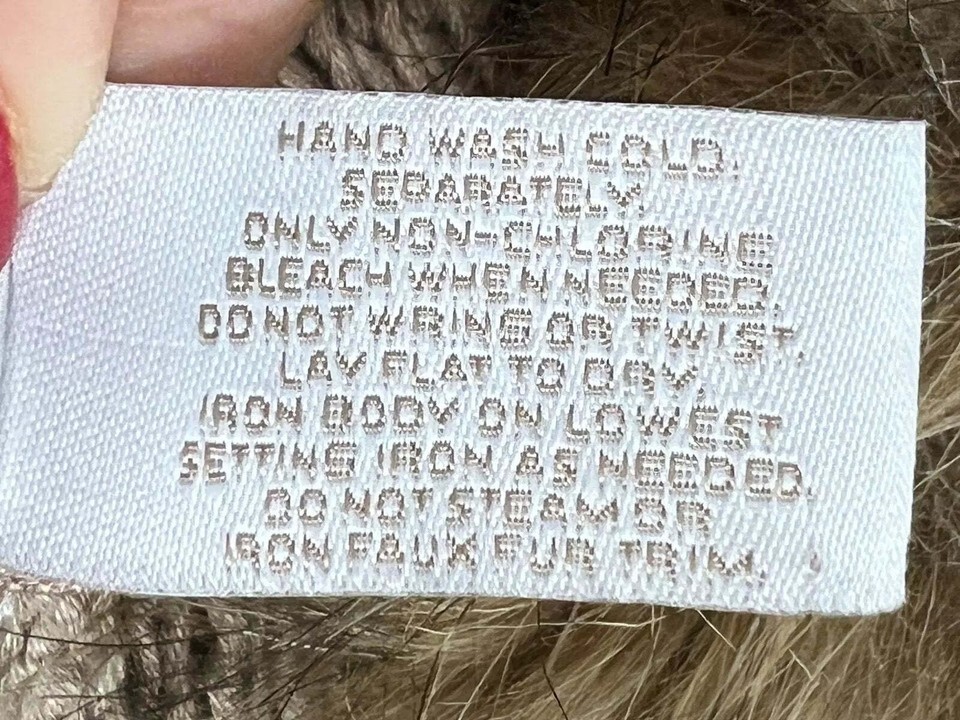 HAND WASH COLD,
SEPARATELY.
ONLY NON-CHLORINE
BLEACH WHEN NEEDED.
DO NOT WRING OR TWIST.
LAY FLAT TO DRY.
IRON BODY ON LOWEST
SETTING IRON AS NEEDED.
DO NOT STEAM OR
IRON FAUX FUR TRIM.